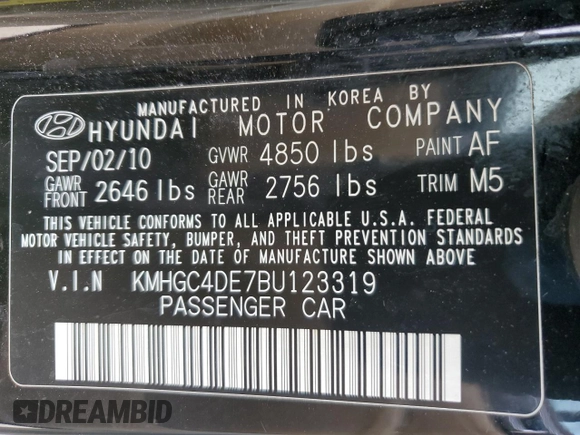 MANUFACTURED IN KOREA BY
HYUNDAI MOTOR COMPANY
SEP/02/10 GVWR 4850 lbs PAINT AF
GAWR FRONT 2646 lbs GAWR REAR 2756 lbs TRIM M5
THIS VEHICLE CONFORMS TO ALL APPLICABLE U.S.A. FEDERAL
MOTOR VEHICLE SAFETY, BUMPER, AND THEFT PREVENTION STANDARDS
IN EFFECT ON THE DATE OF MANUFACTURE SHOWN ABOVE
V.I.N KMHGC4DE7BU123319
PASSENGER CAR
DREAMBID